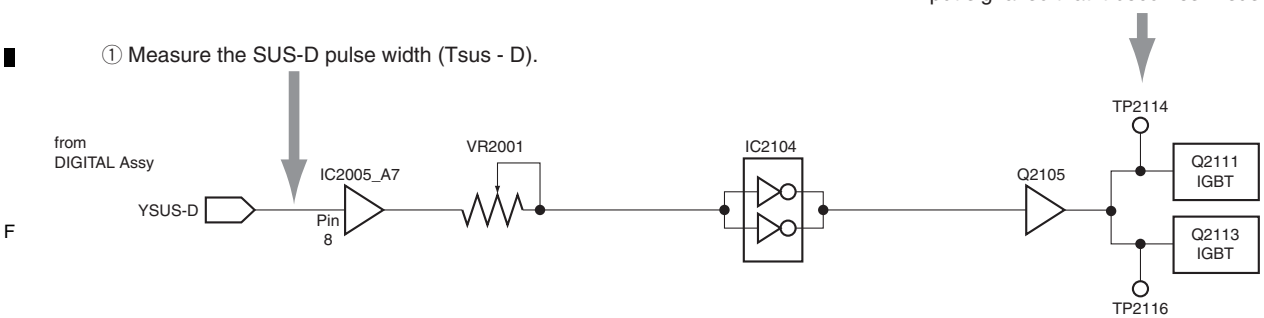 ① Measure the SUS-D pulse width (Tsus - D).
TP2114
from
DIGITAL Assy
VR2001
IC2104
Q2111
IGBT
IC2005_A7
Q2105
YSUS-D
Pin
8
F
Q2113
IGBT
TP2116